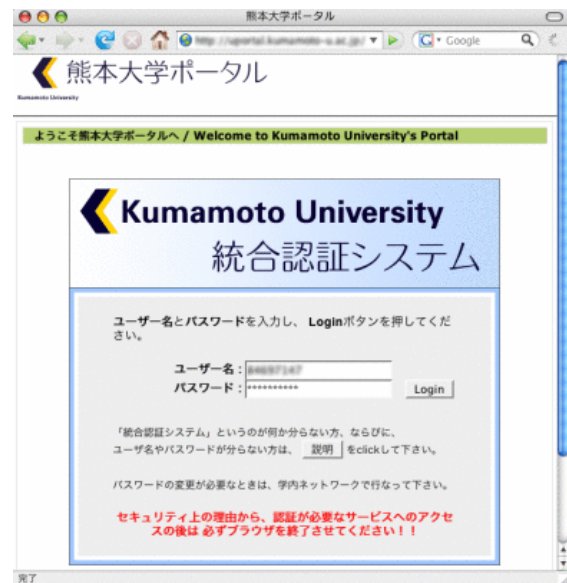 熊本大学ポータル
Google
熊本大学ポータル
Kumamoto University
ようこそ熊本大学ポータルへ / Welcome to Kumamoto University's Portal
Kumamoto University
統合認証システム
ユーザー名とパスワードを入力し、 Loginボタンを押してくだ
さい。
ユーザー名:
パスワード:**********
Login
「統合認証システム」というのが何か分らない方、ならびに、
ユーザ名やパスワードが分らない方は、 説明 をclickして下さい。
パスワードの変更が必要なときは、学内ネットワークで行なって下さい。
セキュリティ上の理由から、認証が必要なサービスへのアクセ
スの後は 必ずブラウザを終了させてください!!
完了